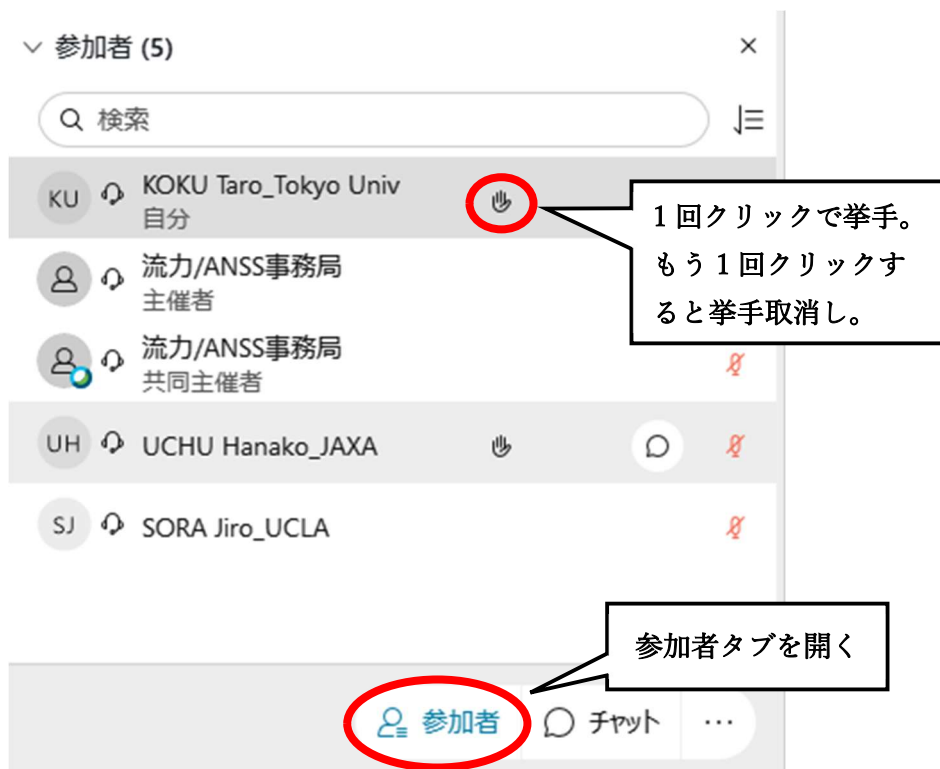 参加者 (5)
検索
KU
KOKU Taro_Tokyo Univ
自分
１回クリックで挙手。
もう１回クリックす
ると挙手取消し。
流力/ANSS事務局
主催者
流力/ANSS事務局
共同主催者
UH
UCHU Hanako_JAXA
SJ
SORA Jiro_UCLA
参加者タブを開く
参加者
チャット